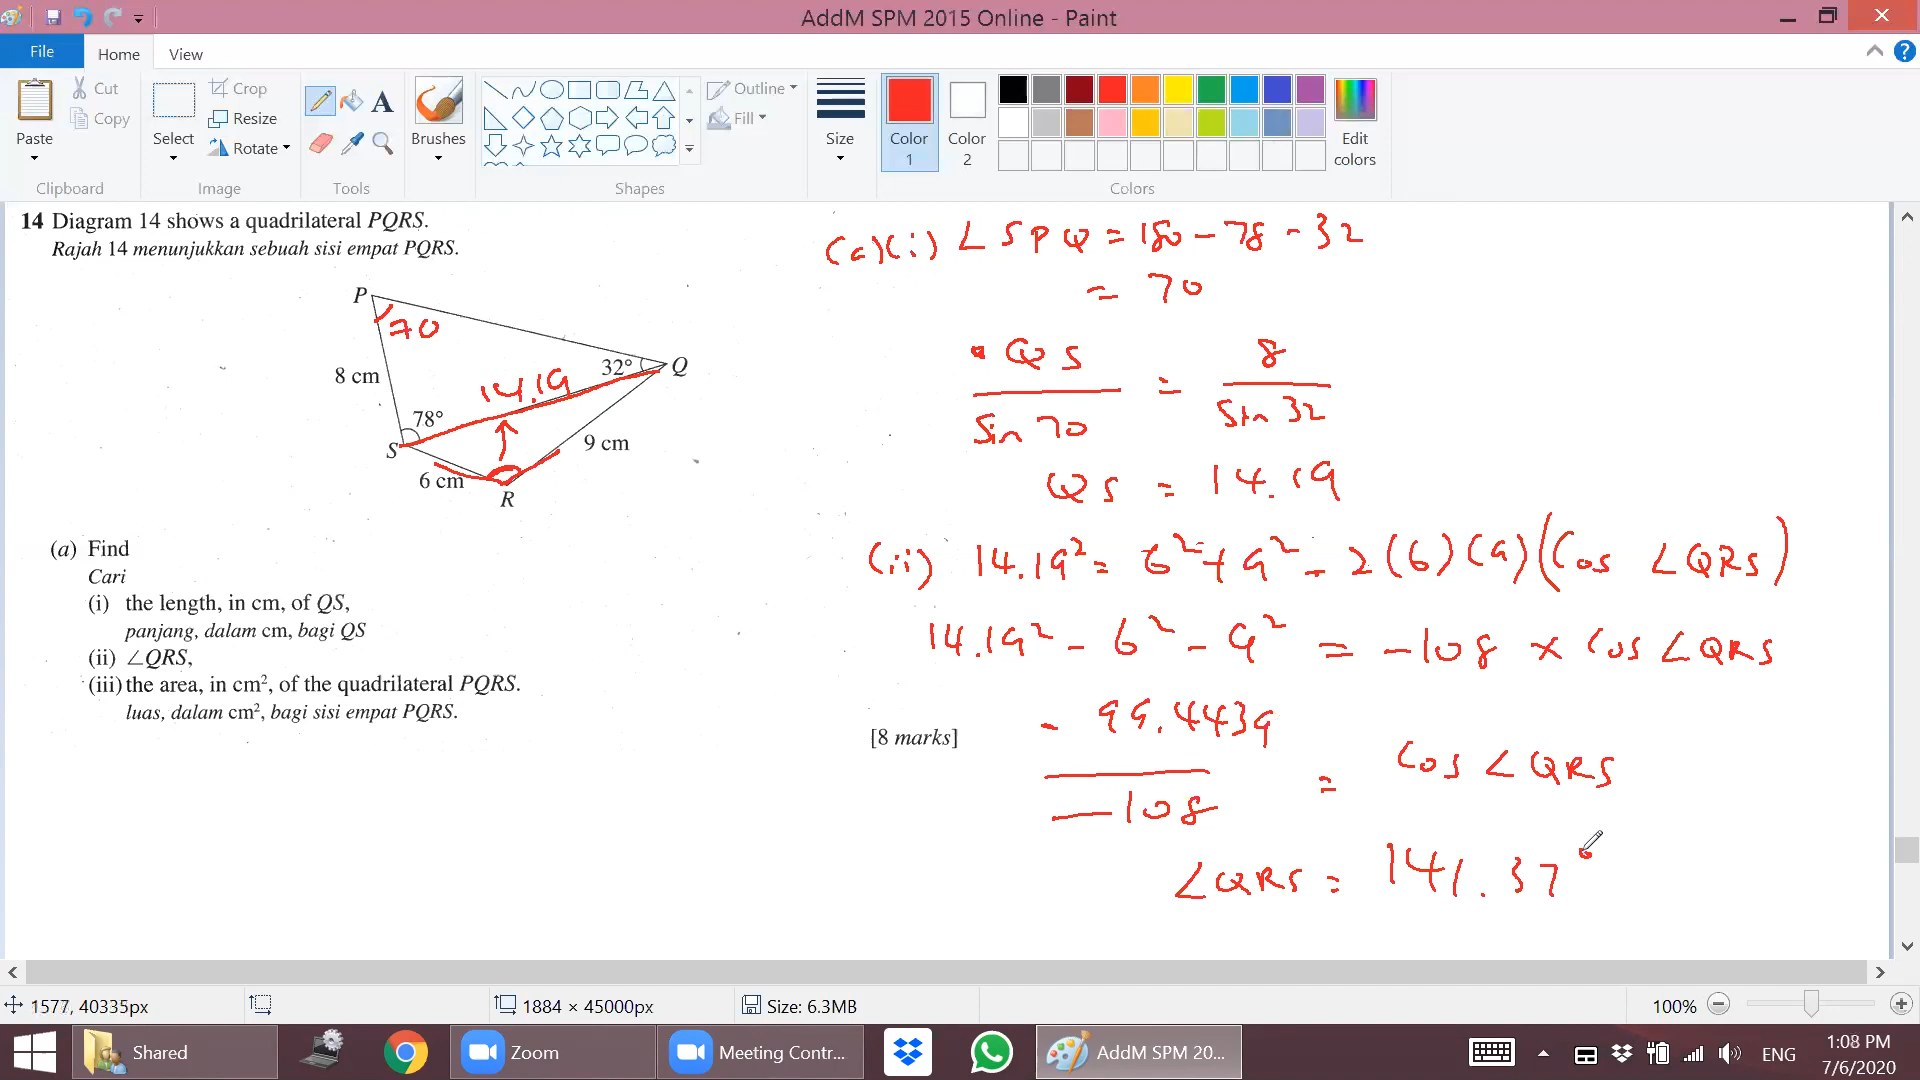 AddM SPM 2015 Online - Paint
File
Home
View
Paste
Cut
Copy
Clipboard
Select
Crop
Resize
Rotate
Image
Tools
Brushes
Shapes
Outline
Fill
Size
Color 1
Color 2
Edit colors
Colors
14 Diagram 14 shows a quadrilateral PQRS.
Rajah 14 menunjukkan sebuah sisi empat PQRS.
P
70
8 cm
14.19
32°
Q
78°
S
9 cm
6 cm
R
(a) Find
Cari
(i) the length, in cm, of QS,
panjang, dalam cm, bagi QS
(ii) ∠QRS,
(iii) the area, in cm², of the quadrilateral PQRS.
luas, dalam cm², bagi sisi empat PQRS.
[8 marks]
(a)(i) ∠SPQ = 180 - 78 - 32
= 70
QS / sin 70 = 8 / sin 32
QS = 14.19
(ii) 14.19² = 6² + 9² - 2(6)(9)(cos ∠QRS)
14.19² - 6² - 9² = -108 × cos ∠QRS
- 99.4439 / -108 = cos ∠QRS
∠QRS = 141.37°
1577, 40335px
1884 × 45000px
Size: 6.3MB
100%
Shared
Zoom
Meeting Contr...
AddM SPM 20...
ENG
1:08 PM
7/6/2020